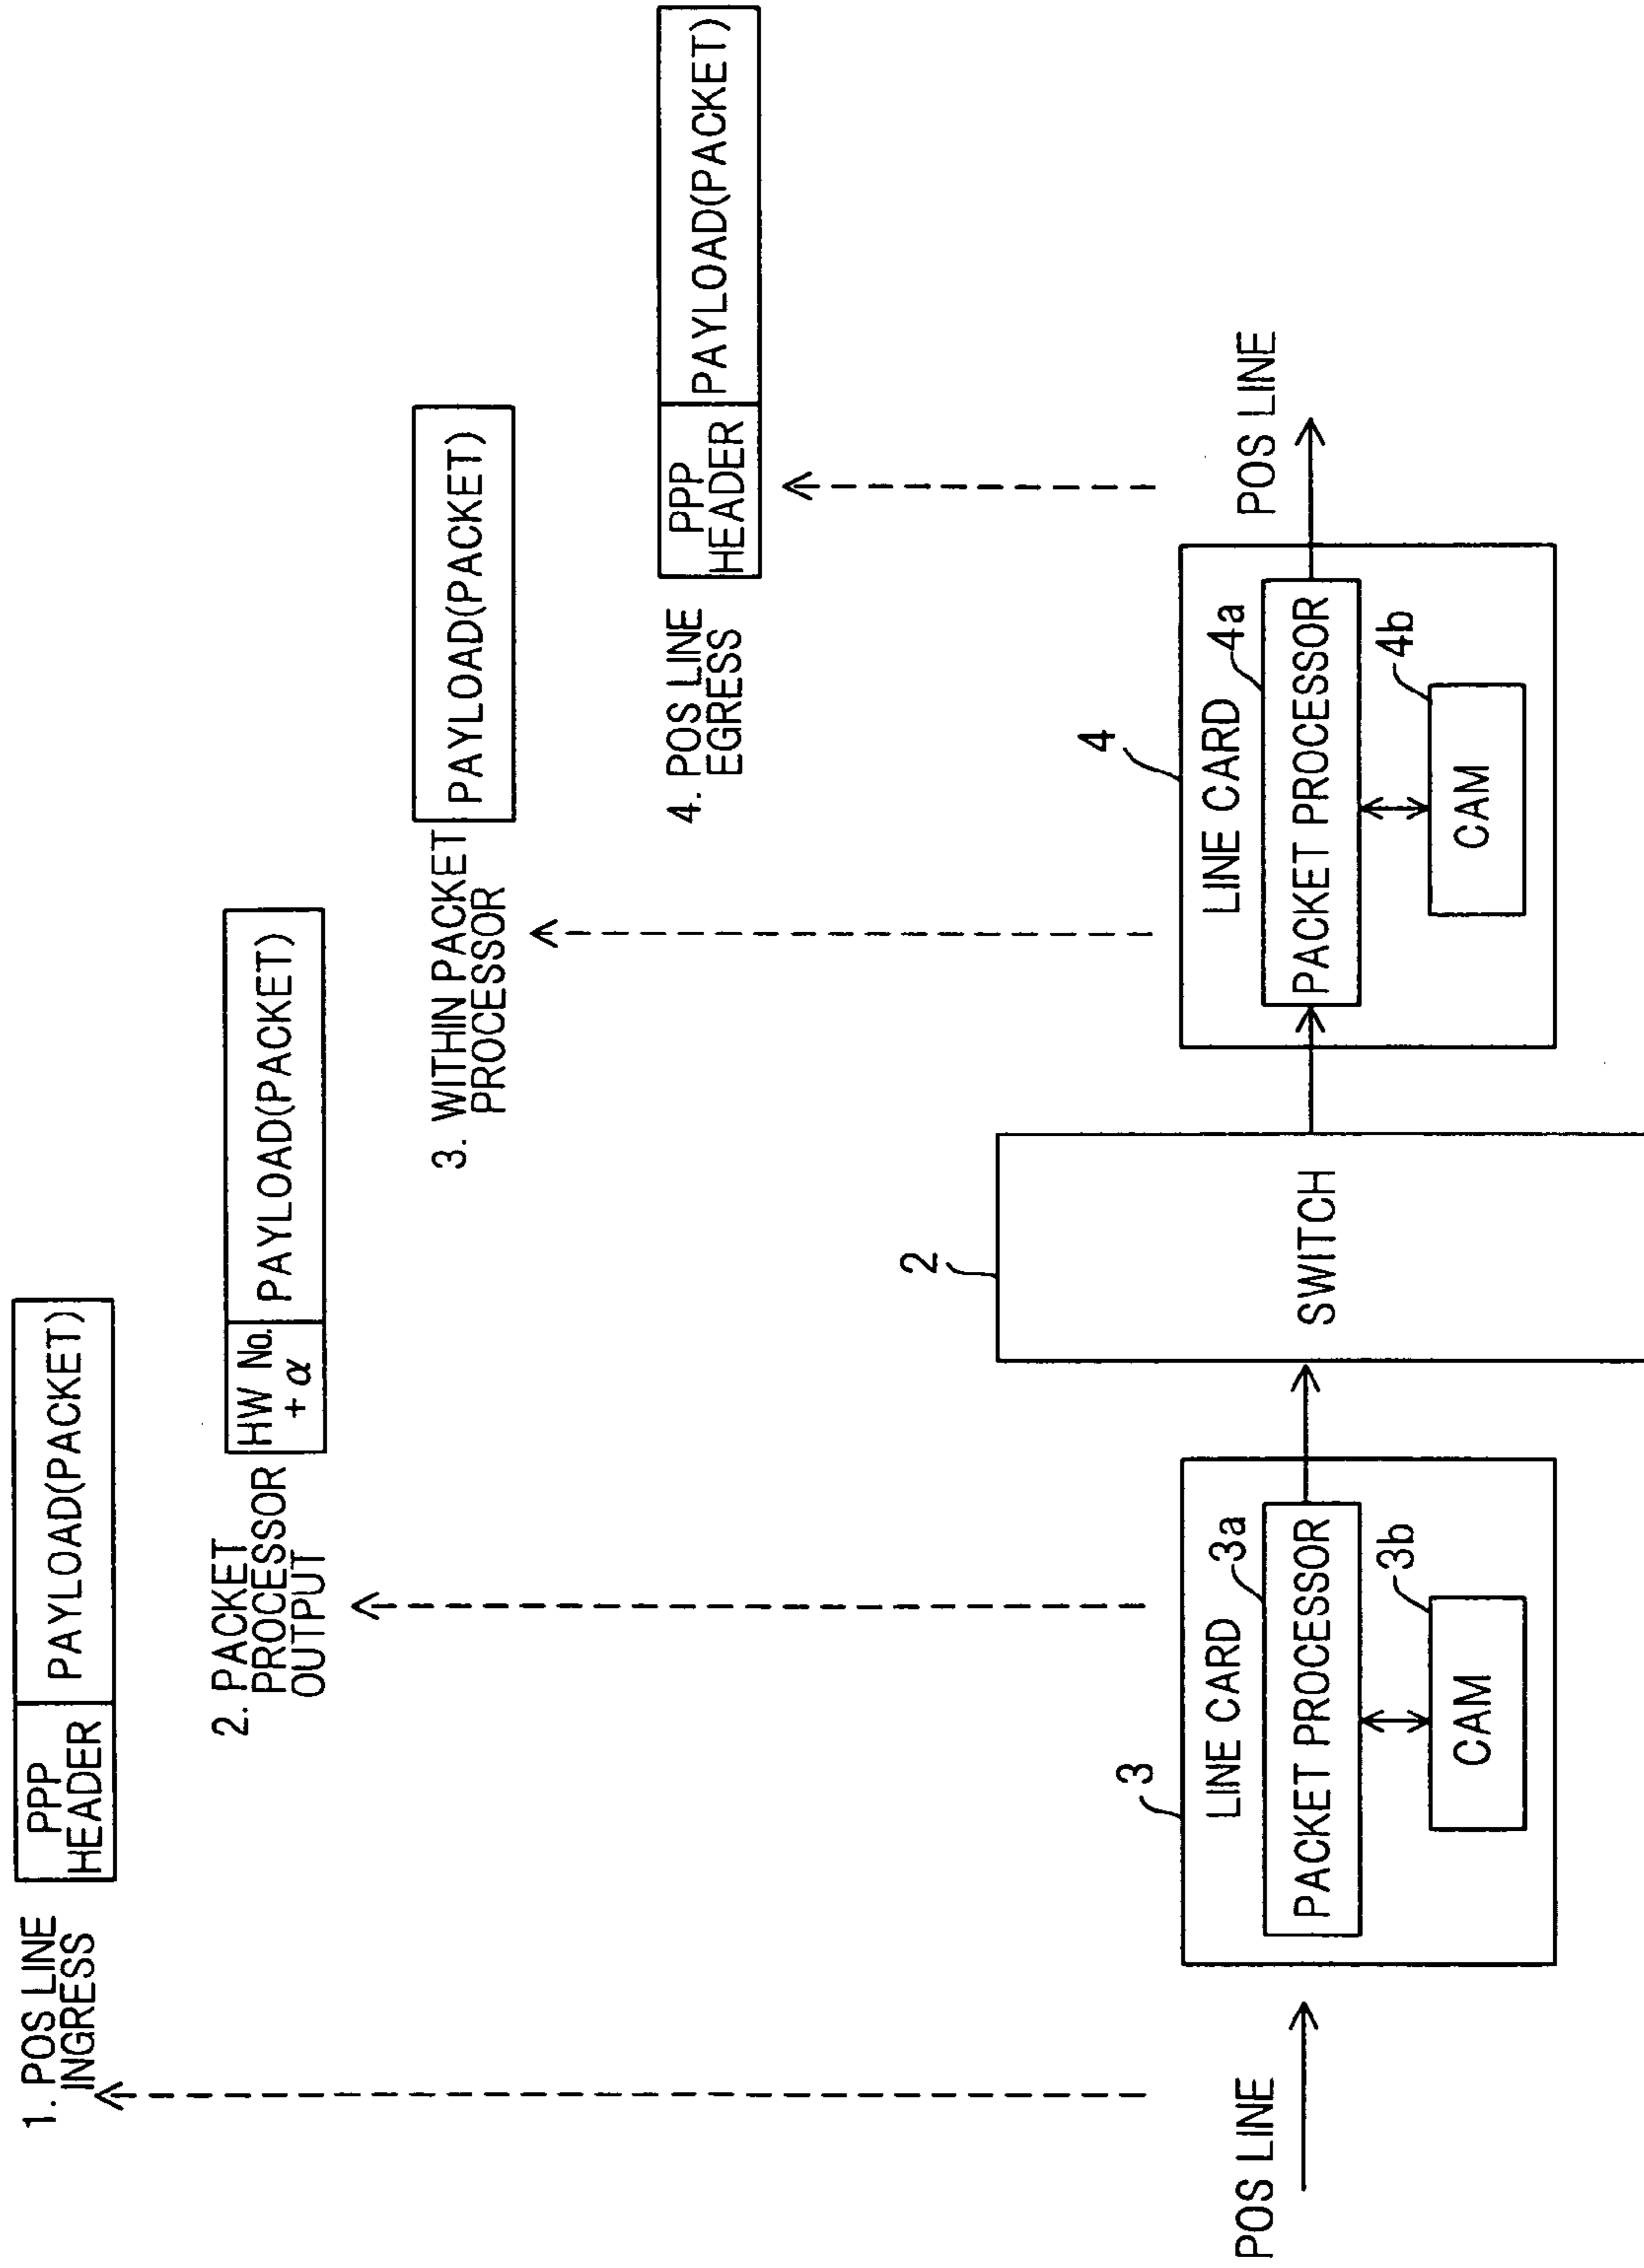 1. POS LINE
INGRESS
PPP
HEADER
PAYLOAD(PACKET)
2. PACKET
PROCESSOR
OUTPUT
HW No.
+ α
PAYLOAD(PACKET)
3. WITHIN PACKET
PROCESSOR
PAYLOAD(PACKET)
4. POS LINE
EGRESS
PPP
HEADER
PAYLOAD(PACKET)
POS LINE
3
LINE CARD
3a
PACKET PROCESSOR
3b
CAM
2
SWITCH
4
LINE CARD
4a
PACKET PROCESSOR
4b
CAM
POS LINE